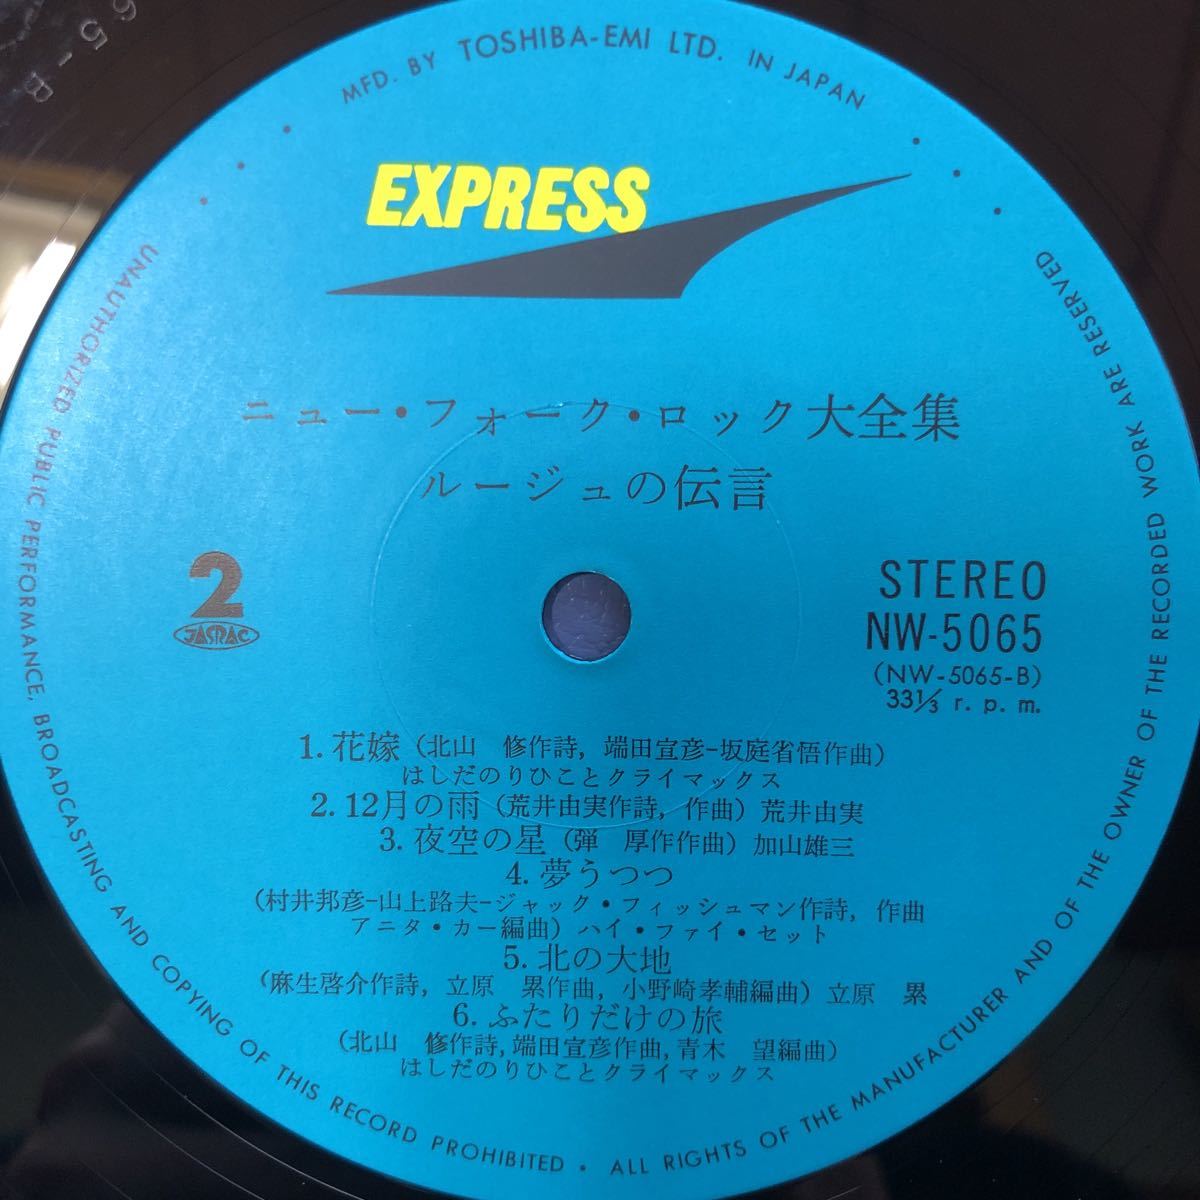 MFD. BY TOSHIBA-EMI LTD. IN JAPAN
EXPRESS
ニュー・フォーク・ロック大全集
ルージュの伝言
2
JASRAC
STEREO
NW-5065
(NW-5065-B)
33⅓ r. p. m.
1. 花嫁 (北山 修作詩, 端田宣彦-坂庭省悟作曲)
はしだのりひことクライマックス
2. 12月の雨 (荒井由実作詩, 作曲) 荒井由実
3. 夜空の星 (弾 厚作作曲) 加山雄三
4. 夢うつつ
(村井邦彦-山上路夫-ジャック・フィッシュマン作詩, 作曲
アニタ・カー編曲) ハイ・ファイ・セット
5. 北の大地
(麻生啓介作詩, 立原 累作曲, 小野崎孝輔編曲) 立原 累
6. ふたりだけの旅
(北山 修作詩, 端田宣彦作曲, 青木 望編曲)
はしだのりひことクライマックス
UNAUTHORIZED PUBLIC PERFORMANCE, BROADCASTING AND COPYING OF THIS RECORD PROHIBITED • ALL RIGHTS OF THE MANUFACTURER AND OF THE OWNER OF THE RECORDED WORK ARE RESERVED
65-B